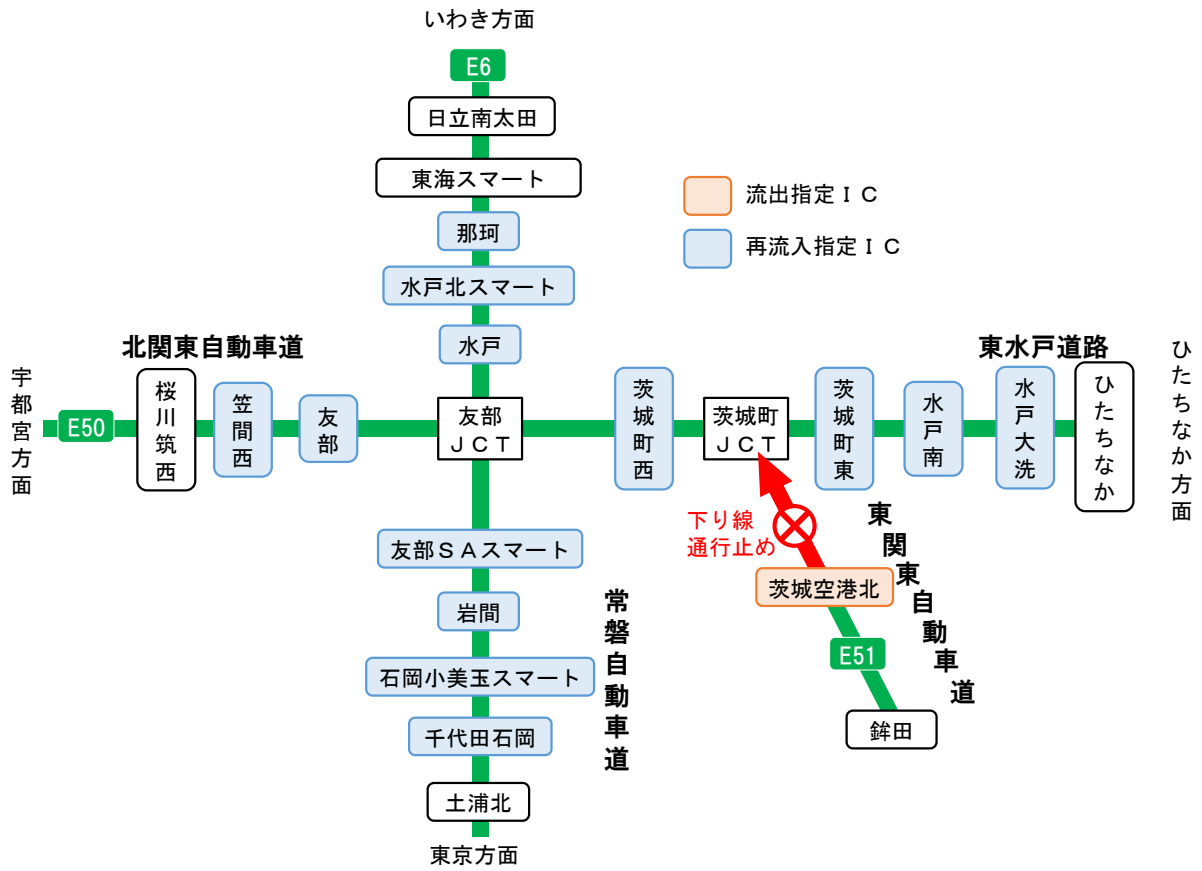 いわき方面
E6
日立南太田
東海スマート
那珂
水戸北スマート
水戸
流出指定ＩＣ
再流入指定ＩＣ
北関東自動車道
東水戸道路
宇都宮方面
E50
桜川筑西
笠間西
友部
友部
ＪＣＴ
茨城町西
茨城町
ＪＣＴ
茨城町東
水戸南
水戸大洗
ひたちなか
ひたちなか方面
下り線
通行止め
茨城空港北
東関東自動車道
E51
鉾田
友部ＳＡスマート
岩間
石岡小美玉スマート
千代田石岡
常磐自動車道
土浦北
東京方面